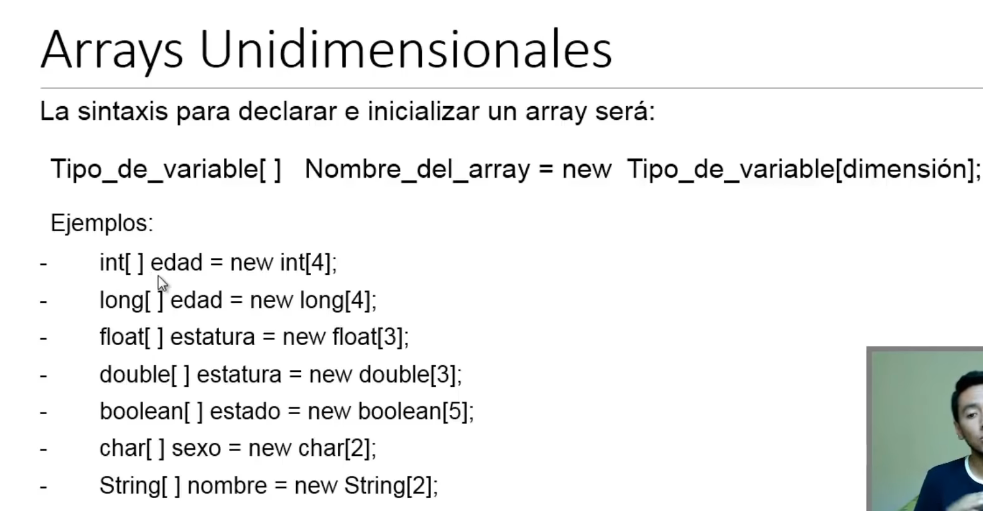 Arrays Unidimensionales
La sintaxis para declarar e inicializar un array será:
Tipo_de_variable[ ] Nombre_del_array = new Tipo_de_variable[dimensión];
Ejemplos:
- int[ ] edad = new int[4];
- long[ ] edad = new long[4];
- float[ ] estatura = new float[3];
- double[ ] estatura = new double[3];
- boolean[ ] estado = new boolean[5];
- char[ ] sexo = new char[2];
- String[ ] nombre = new String[2];